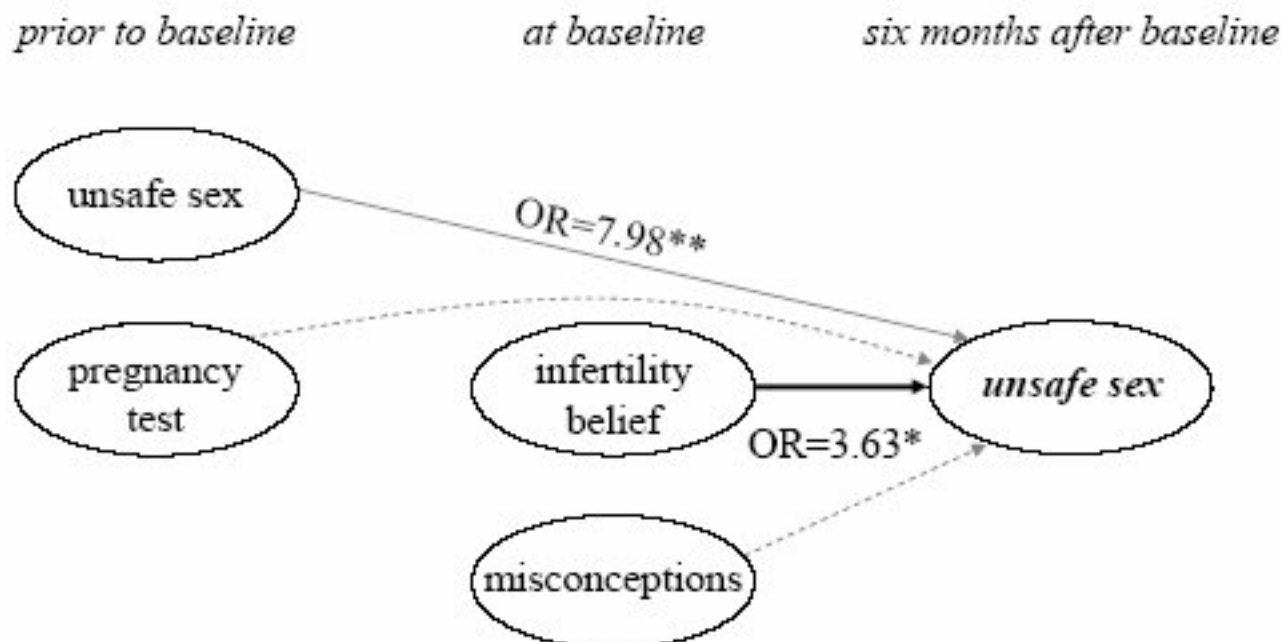 prior to baseline
at baseline
six months after baseline
unsafe sex
OR=7.98**
pregnancy
test
infertility
belief
unsafe sex
OR=3.63*
misconceptions